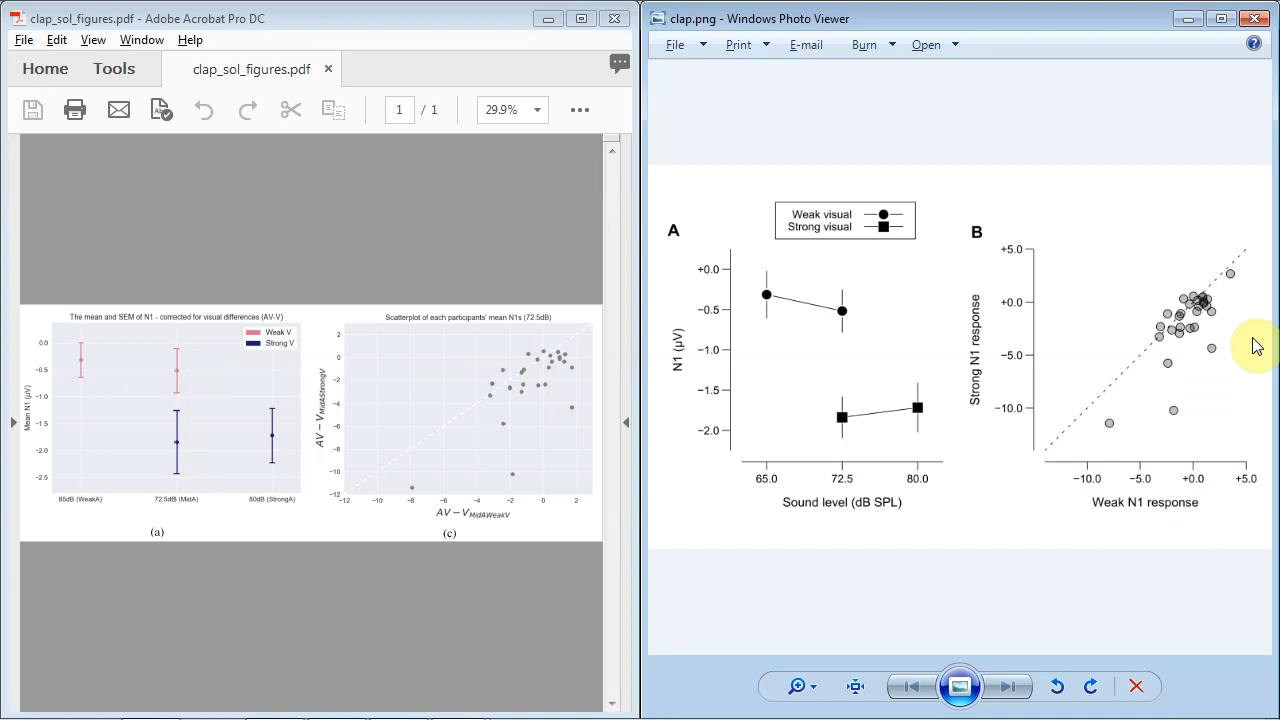 clap_sol_figures.pdf - Adobe Acrobat Pro DC
File Edit View Window Help
Home Tools clap_sol_figures.pdf ×
1 / 1 29.9%
The mean and SEM of N1 - corrected for visual differences (AV-V)
Weak V
Strong V
Mean N1 (μV)
0.0
−0.5
−1.0
−1.5
−2.0
−2.5
65dB (WeakA) 72.5dB (MidA) 80dB (StrongA)
(a)
Scatterplot of each participants' mean N1s (72.5dB)
AV − V_MidAStrongV
2
0
−2
−4
−6
−8
−10
−12
−12 −10 −8 −6 −4 −2 0 2
AV − V_MidAWeakV
(c)
clap.png - Windows Photo Viewer
File Print E-mail Burn Open
A
Weak visual
Strong visual
N1 (μV)
+0.0
−0.5
−1.0
−1.5
−2.0
65.0 72.5 80.0
Sound level (dB SPL)
B
Strong N1 response
+5.0
+0.0
−5.0
−10.0
−10.0 −5.0 +0.0 +5.0
Weak N1 response